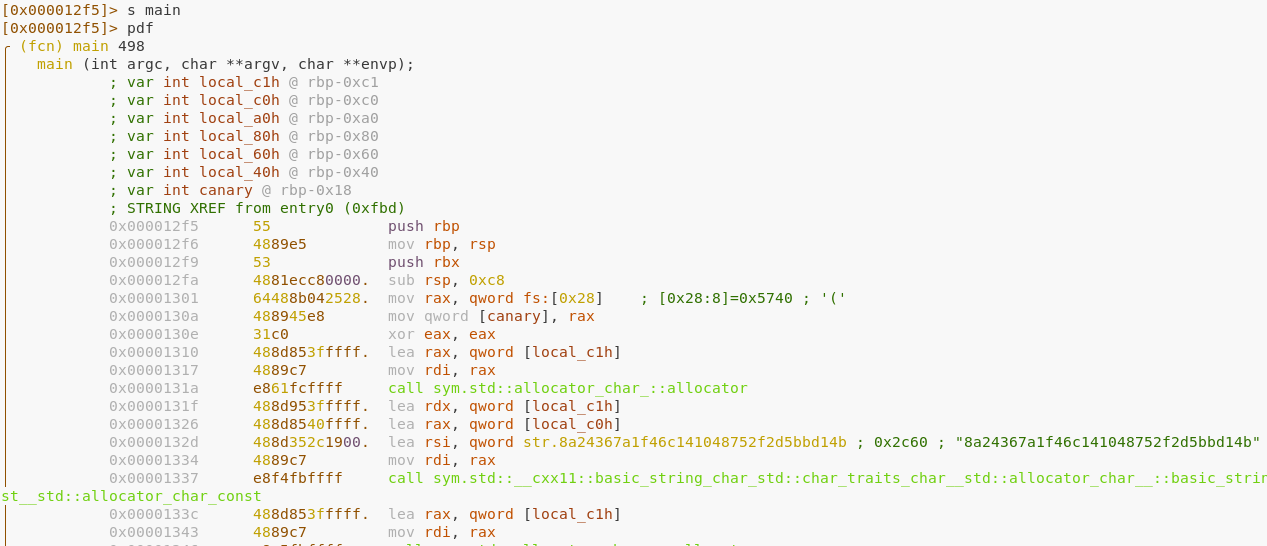 [0x000012f5]> s main
[0x000012f5]> pdf
(fcn) main 498
main (int argc, char **argv, char **envp);
; var int local_c1h @ rbp-0xc1
; var int local_c0h @ rbp-0xc0
; var int local_a0h @ rbp-0xa0
; var int local_80h @ rbp-0x80
; var int local_60h @ rbp-0x60
; var int local_40h @ rbp-0x40
; var int canary @ rbp-0x18
; STRING XREF from entry0 (0xfbd)
0x000012f5 55 push rbp
0x000012f6 4889e5 mov rbp, rsp
0x000012f9 53 push rbx
0x000012fa 4881ecc80000. sub rsp, 0xc8
0x00001301 64488b042528. mov rax, qword fs:[0x28] ; [0x28:8]=0x5740 ; '('
0x0000130a 488945e8 mov qword [canary], rax
0x0000130e 31c0 xor eax, eax
0x00001310 488d853fffff. lea rax, qword [local_c1h]
0x00001317 4889c7 mov rdi, rax
0x0000131a e861fcffff call sym.std::allocator_char_::allocator
0x0000131f 488d953fffff. lea rdx, qword [local_c1h]
0x00001326 488d8540ffff. lea rax, qword [local_c0h]
0x0000132d 488d352c1900. lea rsi, qword str.8a24367a1f46c141048752f2d5bbd14b ; 0x2c60 ; "8a24367a1f46c141048752f2d5bbd14b"
0x00001334 4889c7 mov rdi, rax
0x00001337 e8f4fbffff call sym.std::__cxx11::basic_string_char_std::char_traits_char__std::allocator_char__::basic_strin
st__std::allocator_char_const
0x0000133c 488d853fffff. lea rax, qword [local_c1h]
0x00001343 4889c7 mov rdi, rax